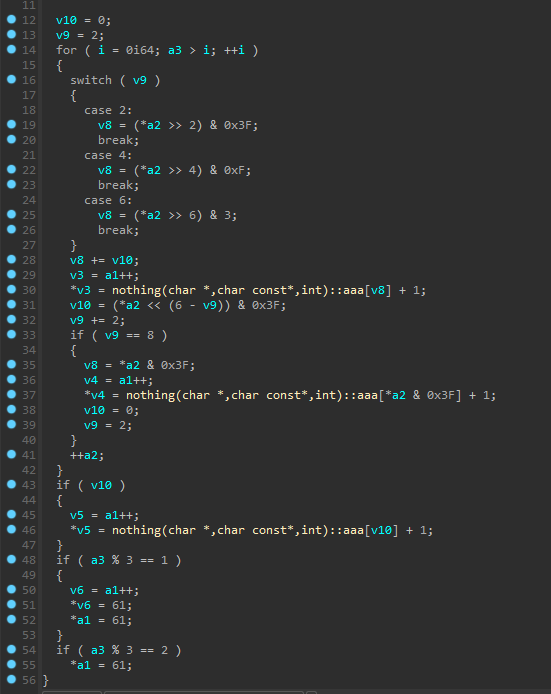 11
12 v10 = 0;
13 v9 = 2;
14 for ( i = 0i64; a3 > i; ++i )
15 {
16 switch ( v9 )
17 {
18 case 2:
19 v8 = (*a2 >> 2) & 0x3F;
20 break;
21 case 4:
22 v8 = (*a2 >> 4) & 0xF;
23 break;
24 case 6:
25 v8 = (*a2 >> 6) & 3;
26 break;
27 }
28 v8 += v10;
29 v3 = a1++;
30 *v3 = nothing(char *,char const*,int)::aaa[v8] + 1;
31 v10 = (*a2 << (6 - v9)) & 0x3F;
32 v9 += 2;
33 if ( v9 == 8 )
34 {
35 v8 = *a2 & 0x3F;
36 v4 = a1++;
37 *v4 = nothing(char *,char const*,int)::aaa[*a2 & 0x3F] + 1;
38 v10 = 0;
39 v9 = 2;
40 }
41 ++a2;
42 }
43 if ( v10 )
44 {
45 v5 = a1++;
46 *v5 = nothing(char *,char const*,int)::aaa[v10] + 1;
47 }
48 if ( a3 % 3 == 1 )
49 {
50 v6 = a1++;
51 *v6 = 61;
52 *a1 = 61;
53 }
54 if ( a3 % 3 == 2 )
55 *a1 = 61;
56 }